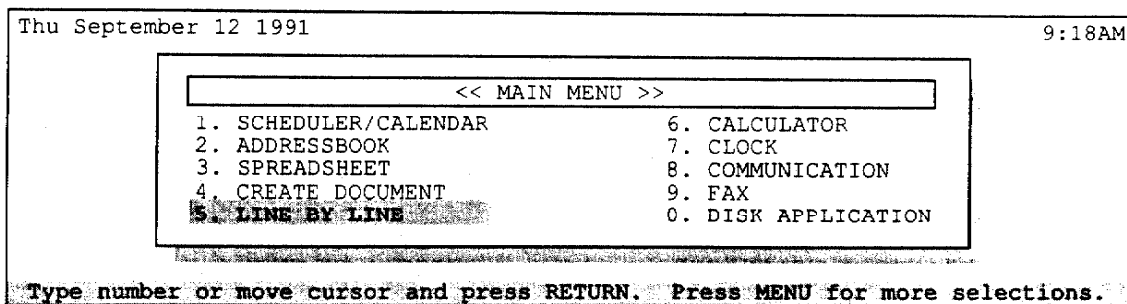 Thu September 12 1991 9:18AM
<< MAIN MENU >>
1. SCHEDULER/CALENDAR 6. CALCULATOR
2. ADDRESSBOOK 7. CLOCK
3. SPREADSHEET 8. COMMUNICATION
4. CREATE DOCUMENT 9. FAX
5. LINE BY LINE 0. DISK APPLICATION
Type number or move cursor and press RETURN. Press MENU for more selections.